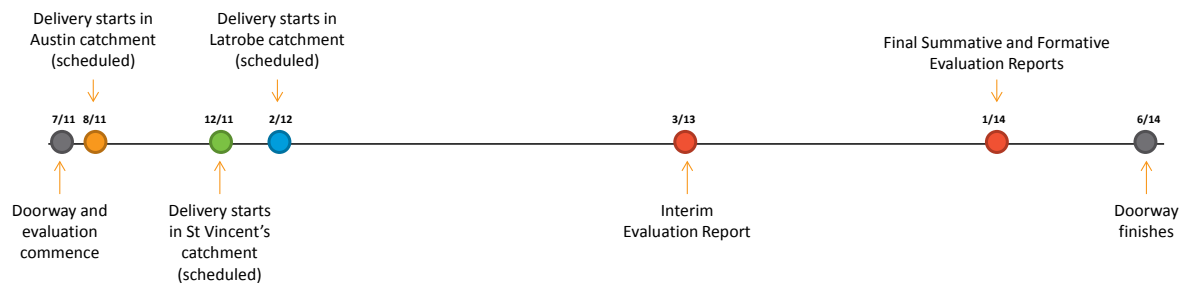 Delivery starts in
Austin catchment
(scheduled)
Delivery starts in
Latrobe catchment
(scheduled)
Final Summative and Formative
Evaluation Reports
7/11
8/11
12/11
2/12
3/13
1/14
6/14
Doorway and
evaluation
commence
Delivery starts
in St Vincent's
catchment
(scheduled)
Interim
Evaluation Report
Doorway
finishes